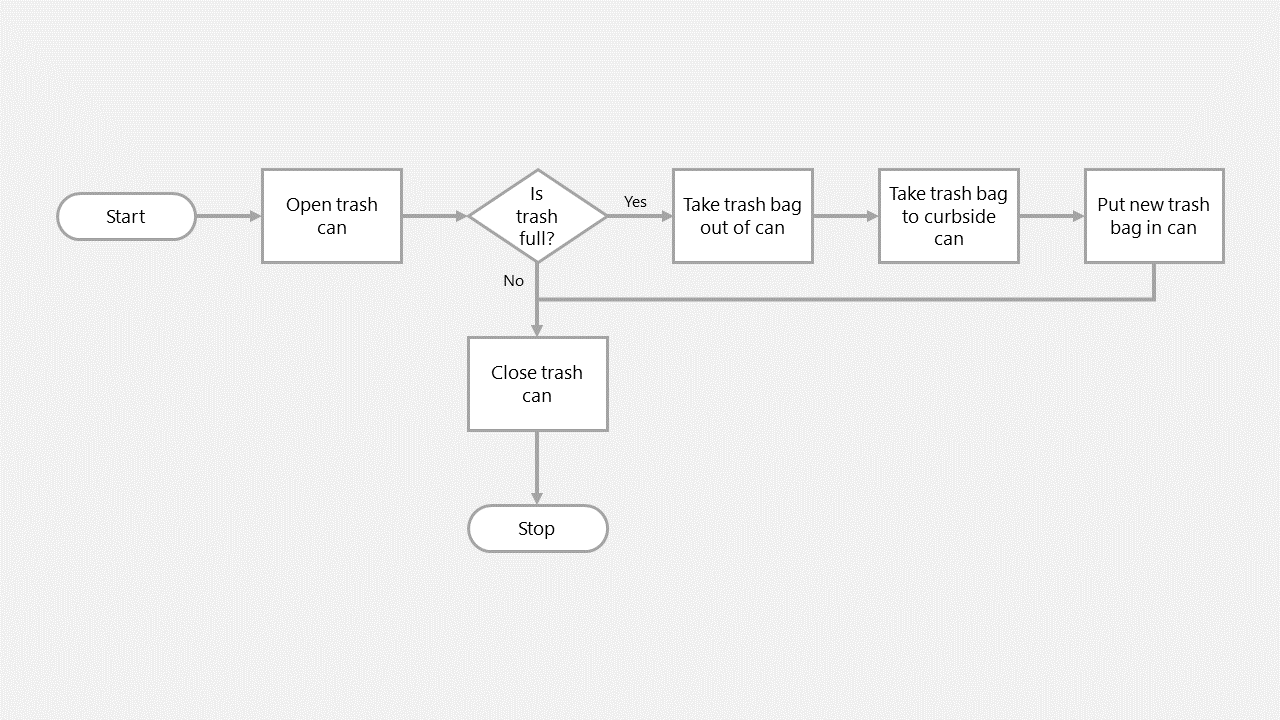 Start
Open trash
can
Is
trash
full?
Yes
Take trash bag
out of can
Take trash bag
to curbside
can
Put new trash
bag in can
No
Close trash
can
Stop